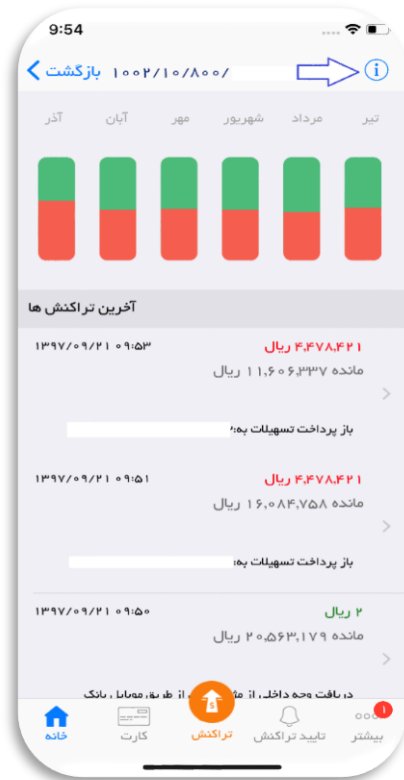 9:54
بازگشت ۱۰۰۲/۱۰/۸۰۰/
تیر مرداد شهریور مهر آبان آذر
آخرین تراکنش ها
۴,۴۷۸,۴۲۱ ریال ۱۳۹۷/۰۹/۲۱ ۰۹:۵۳
مانده ۱۱,۶۰۶,۳۳۷ ریال
باز پرداخت تسهیلات به:
۴,۴۷۸,۴۲۱ ریال ۱۳۹۷/۰۹/۲۱ ۰۹:۵۱
مانده ۱۶,۰۸۴,۷۵۸ ریال
باز پرداخت تسهیلات به:
۲ ریال ۱۳۹۷/۰۹/۲۱ ۰۹:۵۰
مانده ۲۰,۵۶۳,۱۷۹ ریال
دریافت وجه داخلی از از طریق موبایل بانک
۱
بیشتر تایید تراکنش تراکنش کارت خانه